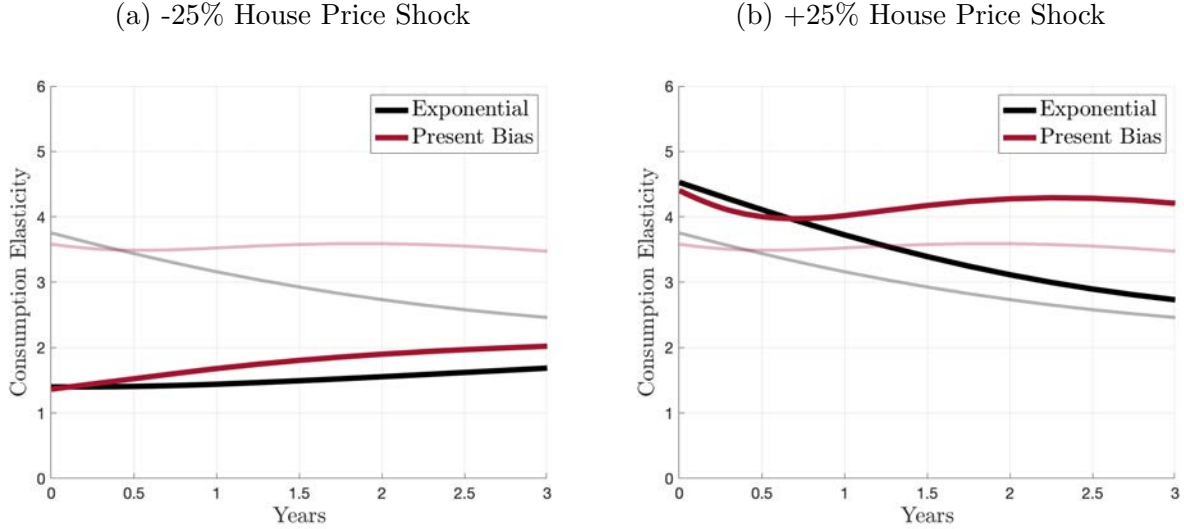 (a) -25% House Price Shock
6
5
4
3
2
1
0
Consumption Elasticity
Exponential
Present Bias
0 0.5 1 1.5 2 2.5 3
Years
(b) +25% House Price Shock
6
5
4
3
2
1
0
Consumption Elasticity
Exponential
Present Bias
0 0.5 1 1.5 2 2.5 3
Years